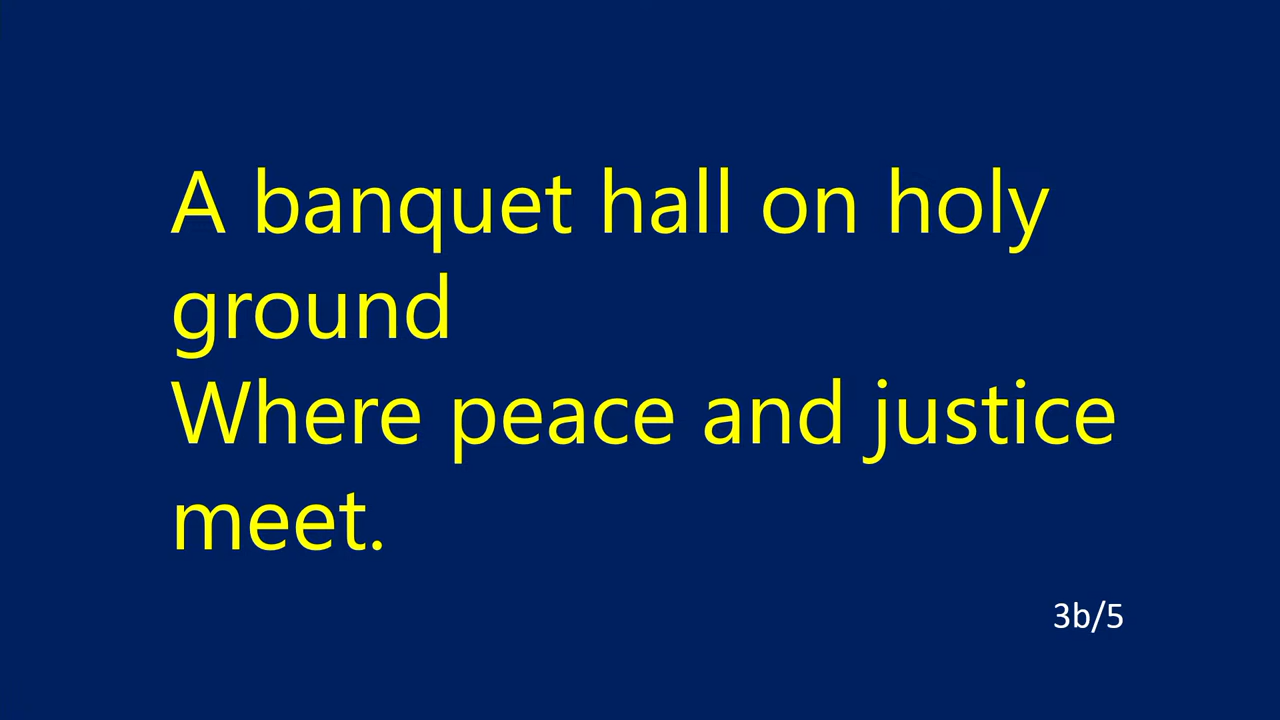 A banquet hall on holy
ground
Where peace and justice
meet.
3b/5